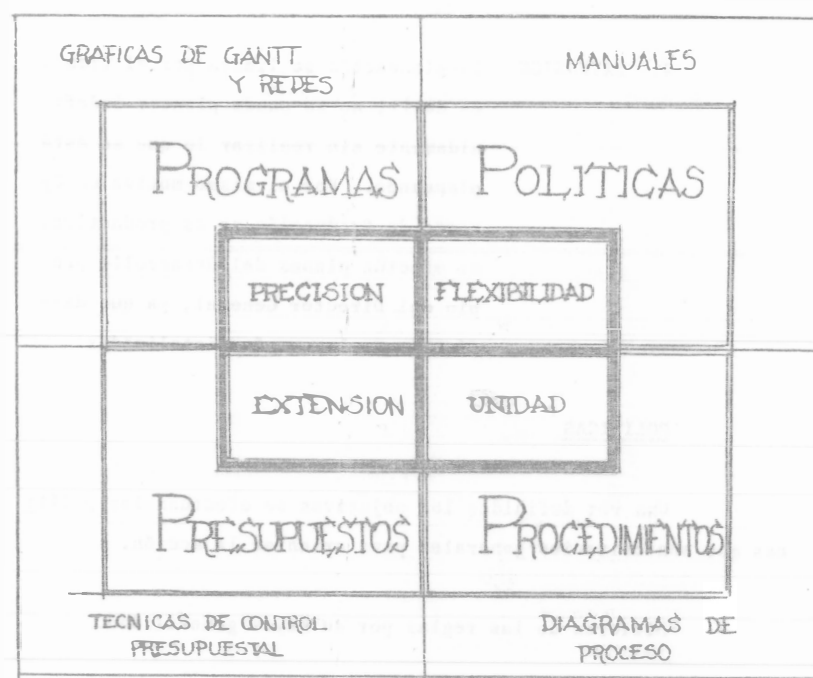 GRAFICAS DE GANTT
Y REDES
MANUALES
PROGRAMAS
POLITICAS
PRECISION
FLEXIBILIDAD
EXTENSION
UNIDAD
PRESUPUESTOS
PROCEDIMIENTOS
TECNICAS DE CONTROL
PRESUPUESTAL
DIAGRAMAS DE
PROCESO